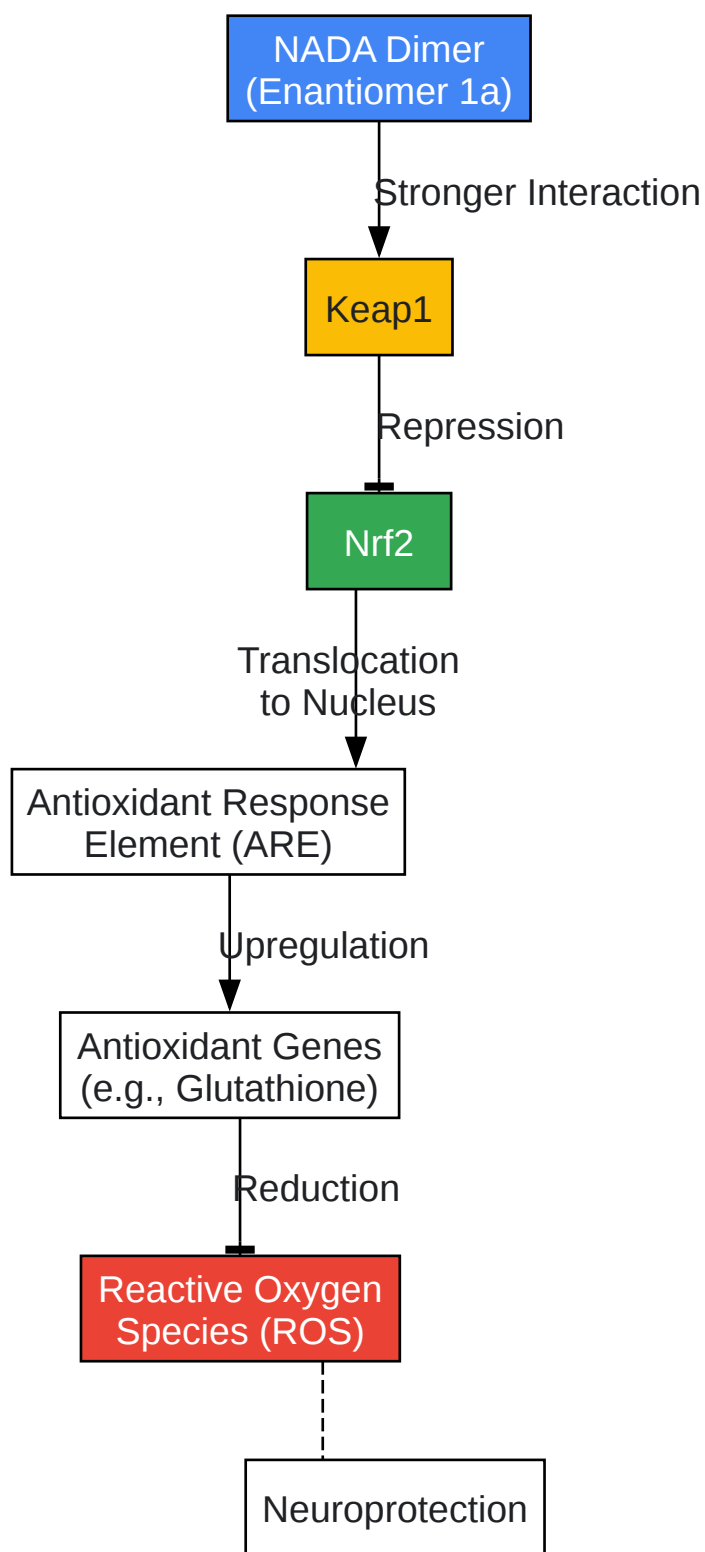 NADA Dimer
(Enantiomer 1a)
Stronger Interaction
Keap1
Repression
Nrf2
Translocation
to Nucleus
Antioxidant Response
Element (ARE)
Upregulation
Antioxidant Genes
(e.g., Glutathione)
Reduction
Reactive Oxygen
Species (ROS)
Neuroprotection